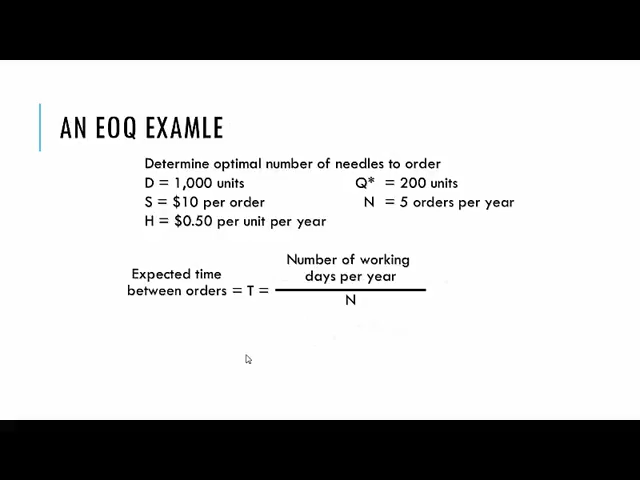 AN EOQ EXAMLE
Determine optimal number of needles to order
D = 1,000 units
Q* = 200 units
S = $10 per order
N = 5 orders per year
H = $0.50 per unit per year
Number of working
days per year
Expected time
between orders = T =
N